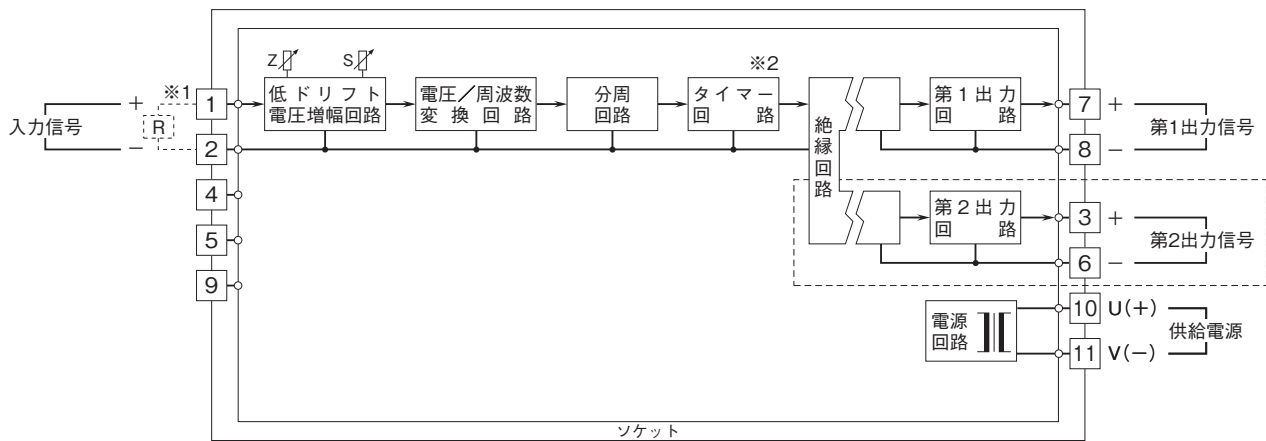 入力信号
+
−
※1
R
1
2
4
5
9
Z
S
低ドリフト
電圧増幅回路
電圧／周波数
変換回路
分周
回路
※2
タイマー
回路
絶縁回路
第1出力
回路
7
+
8
−
第1出力信号
第2出力
回路
3
+
6
−
第2出力信号
電源
回路
10
U(+)
11
V(−)
供給電源
ソケット